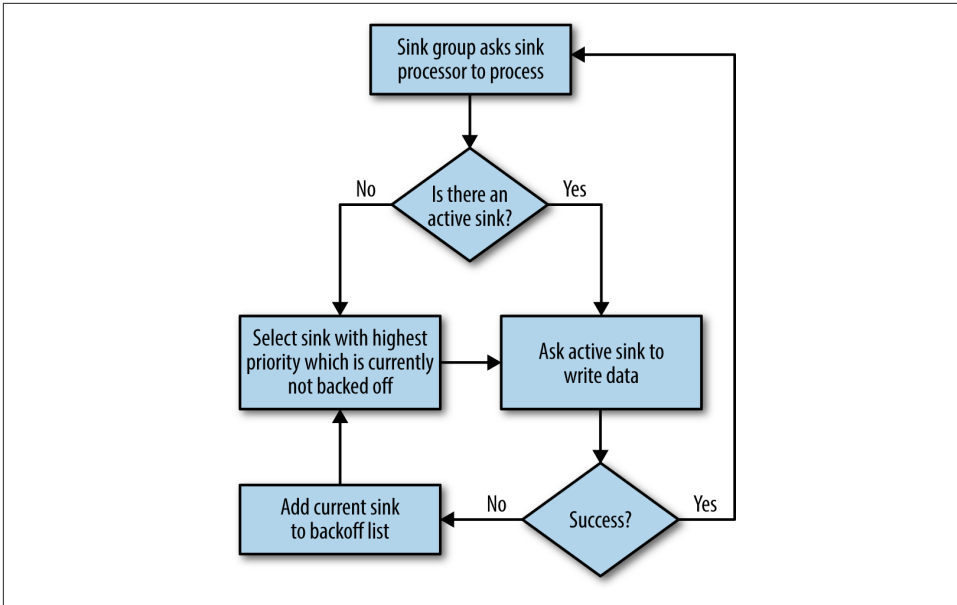 Sink group asks sink
processor to process
No
Yes
Is there an
active sink?
Select sink with highest
priority which is currently
not backed off
Ask active sink to
write data
Add current sink
to backoff list
No
Success?
Yes